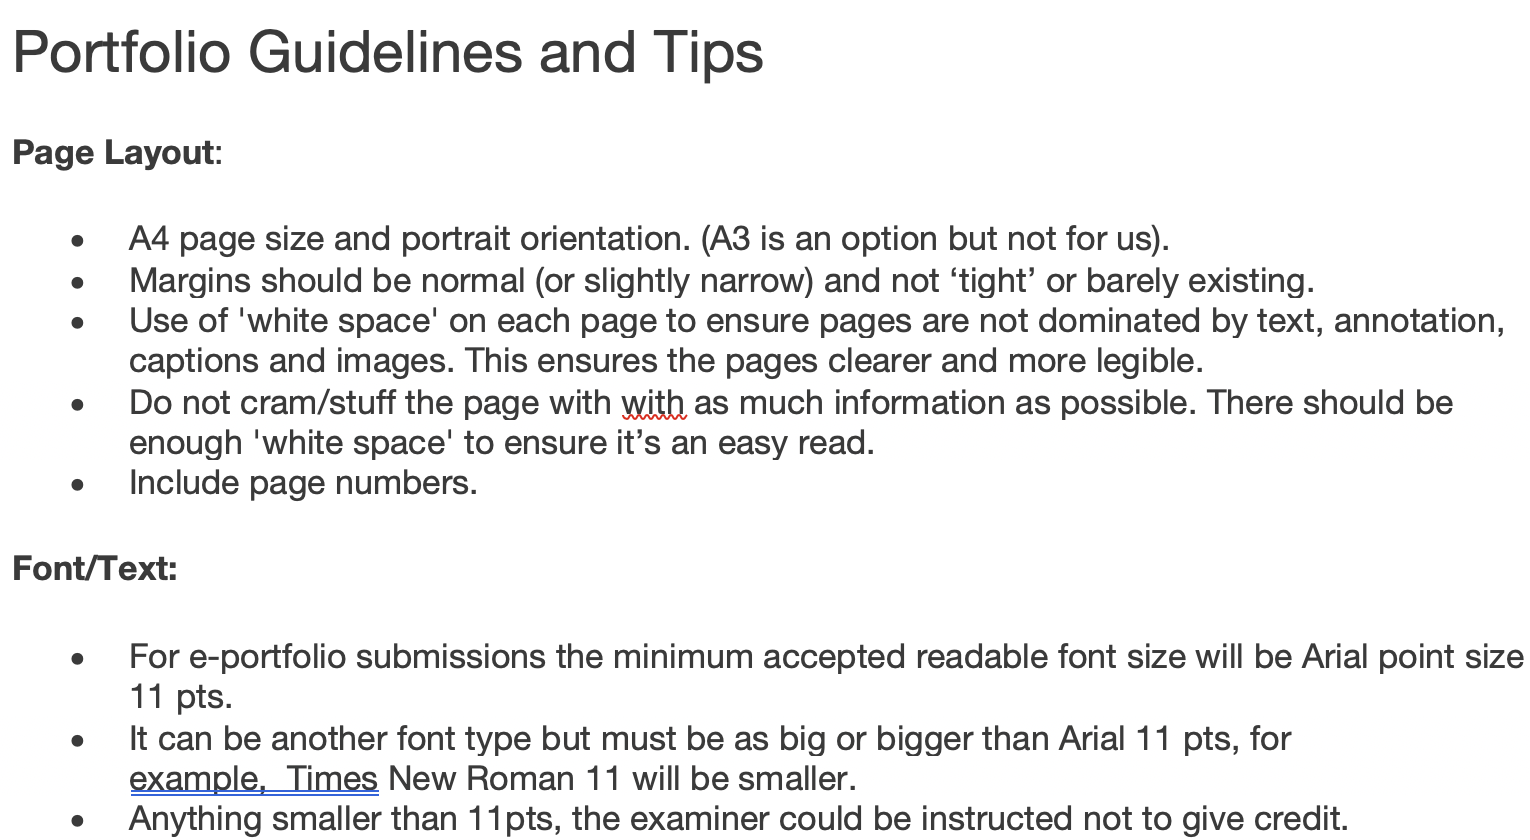 Portfolio Guidelines and Tips
Page Layout:
• A4 page size and portrait orientation. (A3 is an option but not for us).
• Margins should be normal (or slightly narrow) and not ‘tight’ or barely existing.
• Use of 'white space' on each page to ensure pages are not dominated by text, annotation,
captions and images. This ensures the pages clearer and more legible.
• Do not cram/stuff the page with with as much information as possible. There should be
enough 'white space' to ensure it’s an easy read.
• Include page numbers.
Font/Text:
• For e-portfolio submissions the minimum accepted readable font size will be Arial point size
11 pts.
• It can be another font type but must be as big or bigger than Arial 11 pts, for
example,  Times New Roman 11 will be smaller.
• Anything smaller than 11pts, the examiner could be instructed not to give credit.